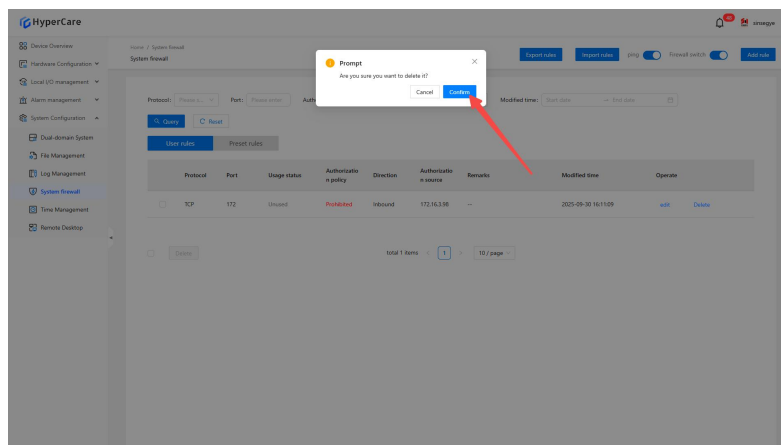 HyperCare
45
sinsegye
Device Overview
Hardware Configuration
Local I/O management
Alarm management
System Configuration
Dual-domain System
File Management
Log Management
System firewall
Time Management
Remote Desktop
Home / System firewall
System firewall
Export rules
Import rules
ping
Firewall switch
Add rule
Prompt
Are you sure you want to delete it?
Cancel
Confirm
Protocol:
Port: Please enter
Modified time: Start date → End date
Query
Reset
User rules
Preset rules
Protocol Port Usage status Authorizatio Direction Authorizatio Remarks Modified time Operate
n policy n source
TCP 172 Unused Prohibited Inbound 172.16.3.98 --- 2025-09-30 16:11:09 edit Delete
Delete
total 1 items < 1 > 10 / page